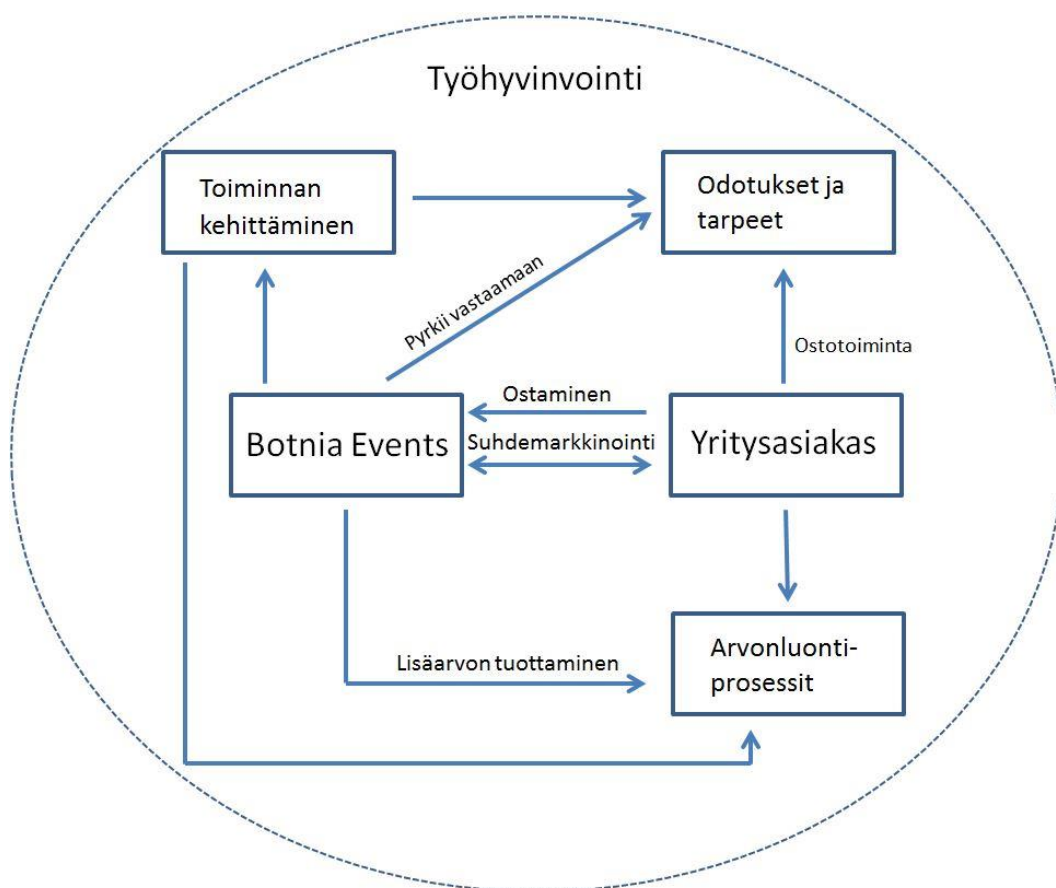 Työhyvinvointi
Toiminnan
kehittäminen
Odotukset ja
tarpeet
Pyrkii vastaamaan
Ostotoiminta
Ostaminen
Botnia Events
Suhdemarkkinointi
Yritysasiakas
Lisäarvon tuottaminen
Arvonluonti-
prosessit